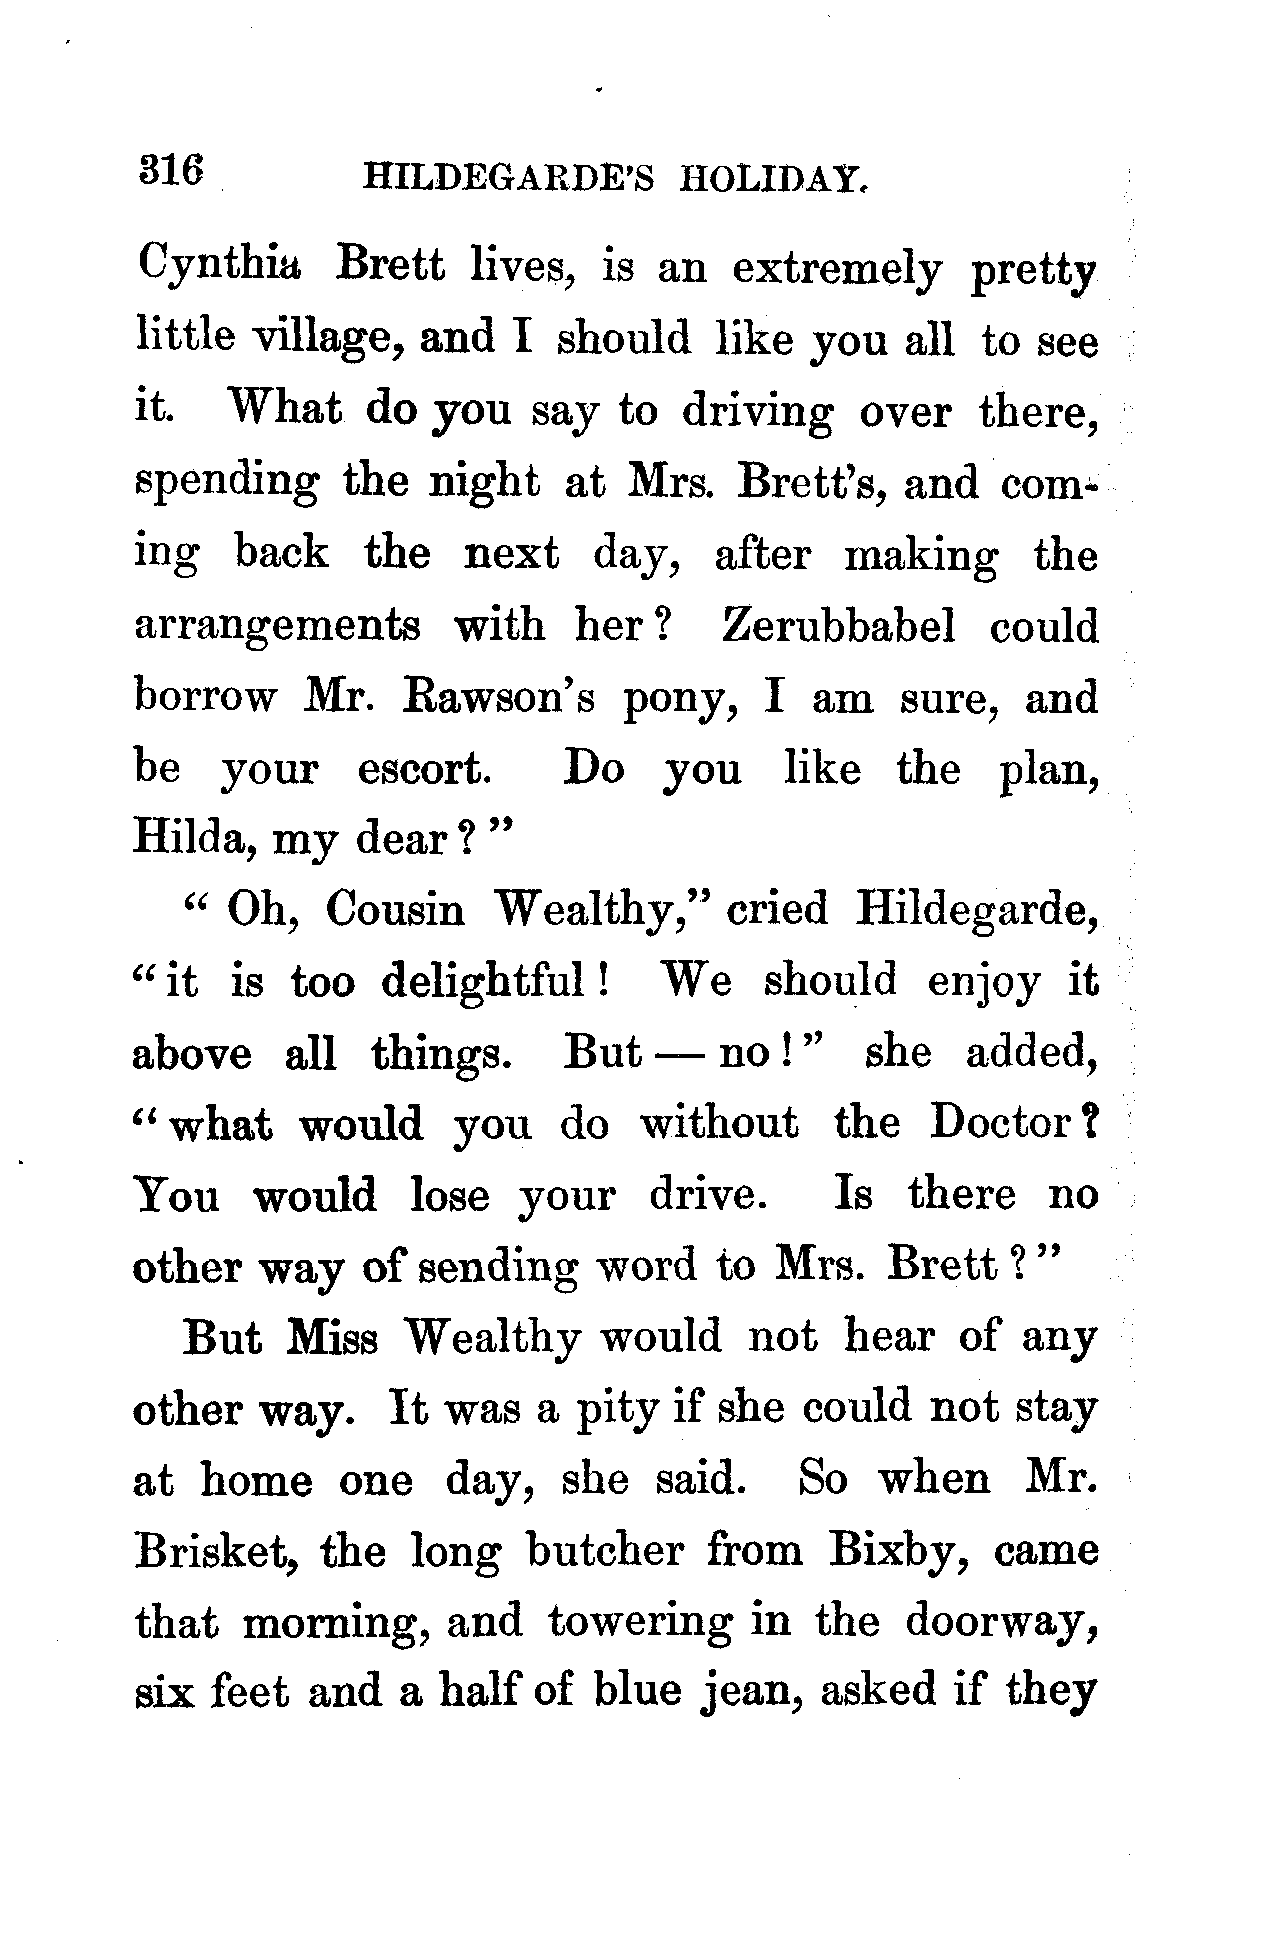 316 HILDEGARDE'S HOLIDAY.
Cynthia Brett lives, is an extremely pretty
little village, and I should like you all to see
it. What do you say to driving over there,
spending the night at Mrs. Brett's, and com-
ing back the next day, after making the
arrangements with her? Zerubbabel could
borrow Mr. Rawson's pony, I am sure, and
be your escort. Do you like the plan,
Hilda, my dear?"
"Oh, Cousin Wealthy," cried Hildegarde,
"it is too delightful! We should enjoy it
above all things. But — no!" she added,
"what would you do without the Doctor?
You would lose your drive. Is there no
other way of sending word to Mrs. Brett?"
But Miss Wealthy would not hear of any
other way. It was a pity if she could not stay
at home one day, she said. So when Mr.
Brisket, the long butcher from Bixby, came
that morning, and towering in the doorway,
six feet and a half of blue jean, asked if they